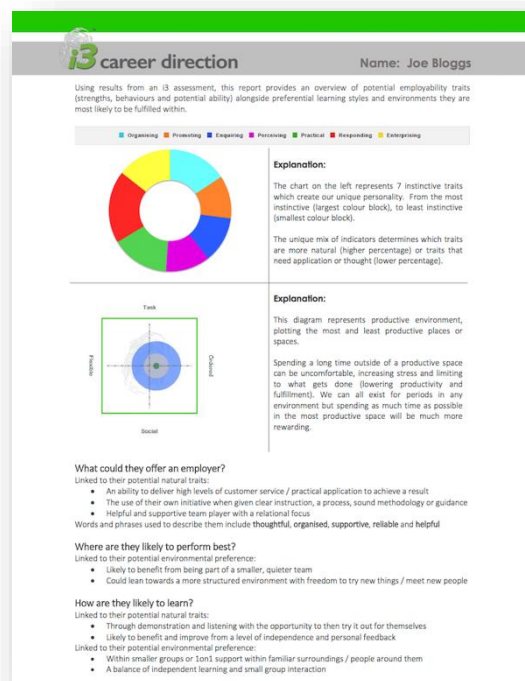 i3 career direction
Name: Joe Bloggs
Using results from an i3 assessment, this report provides an overview of potential employability traits
(strengths, behaviours and potential ability) alongside preferential learning styles and environments they are
most likely to be fulfilled within.
Organising Promoting Enquiring Perceiving Practical Responding Enterprising
Explanation:
The chart on the left represents 7 instinctive traits
which create our unique personality. From the most
instinctive (largest colour block), to least instinctive
(smallest colour block).
The unique mix of indicators determines which traits
are more natural (higher percentage) or traits that
need application or thought (lower percentage).
Task
Flexible
Ordered
Social
Explanation:
This diagram represents productive environment,
plotting the most and least productive places or
spaces.
Spending a long time outside of a productive space
can be uncomfortable, increasing stress and limiting
to what gets done (lowering productivity and
fulfillment). We can all exist for periods in any
environment but spending as much time as possible
in the most productive space will be much more
rewarding.
What could they offer an employer?
Linked to their potential natural traits:
• An ability to deliver high levels of customer service / practical application to achieve a result
• The use of their own initiative when given clear instruction, a process, sound methodology or guidance
• Helpful and supportive team player with a relational focus
Words and phrases used to describe them include thoughtful, organised, supportive, reliable and helpful
Where are they likely to perform best?
Linked to their potential environmental preference:
• Likely to benefit from being part of a smaller, quieter team
• Could lean towards a more structured environment with freedom to try new things / meet new people
How are they likely to learn?
Linked to their potential natural traits:
• Through demonstration and listening with the opportunity to then try it out for themselves
• Likely to benefit and improve from a level of independence and personal feedback
Linked to their potential environmental preference:
• Within smaller groups or 1on1 support within familiar surroundings / people around them
• A balance of independent learning and small group interaction